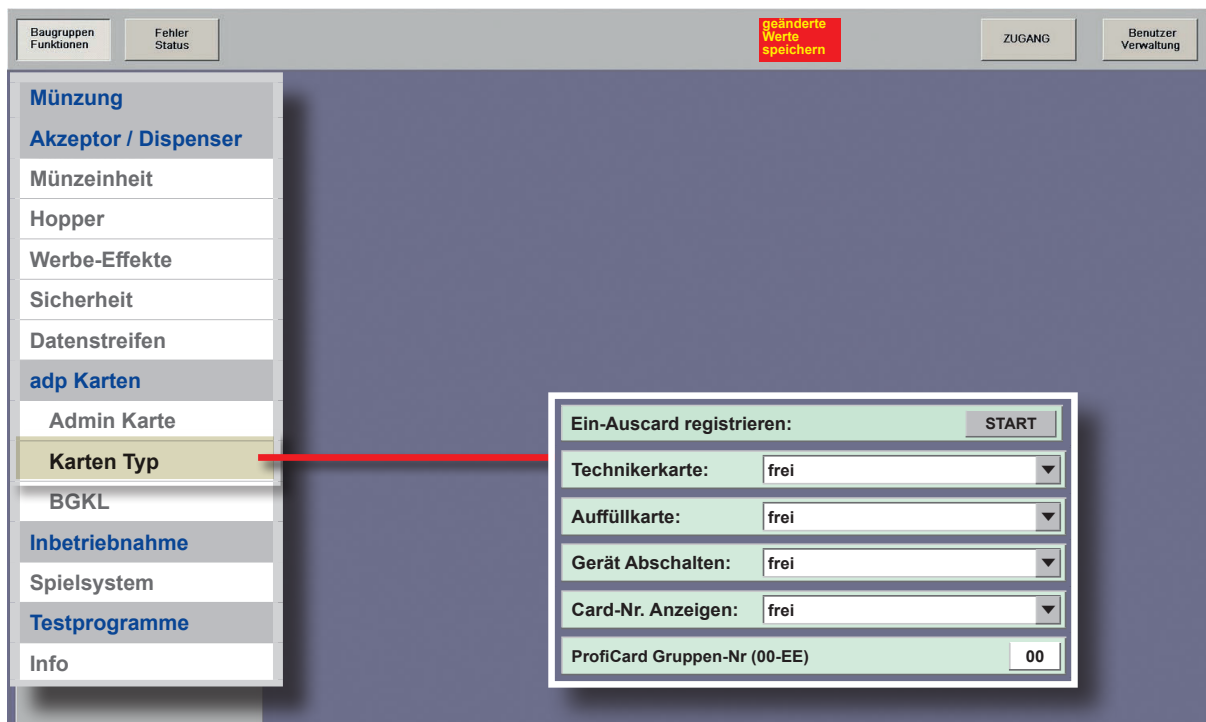 Baugruppen
Funktionen
Fehler
Status
geänderte
Werte
speichern
ZUGANG
Benutzer
Verwaltung
Münzung
Akzeptor / Dispenser
Münzeinheit
Hopper
Werbe-Effekte
Sicherheit
Datenstreifen
adp Karten
Admin Karte
Karten Typ
BGKL
Inbetriebnahme
Spielsystem
Testprogramme
Info
Ein-Auscard registrieren: START
Technikerkarte: frei
Auffüllkarte: frei
Gerät Abschalten: frei
Card-Nr. Anzeigen: frei
ProfiCard Gruppen-Nr (00-EE) 00